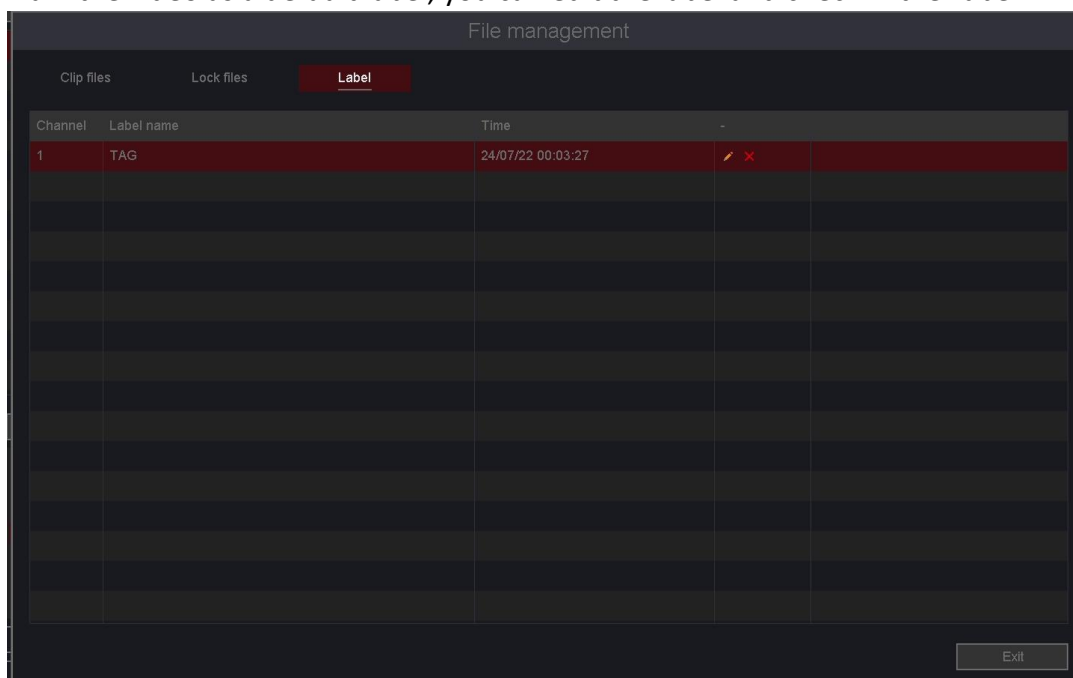 File management
Clip files Lock files Label
Channel Label name Time -
1 TAG 24/07/22 00:03:27
Exit